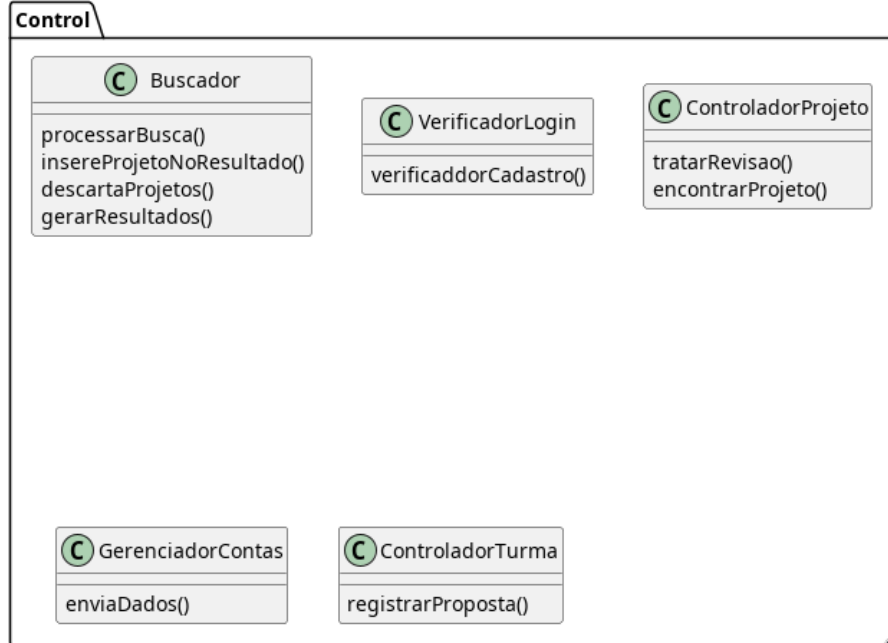 Control
C Buscador
processarBusca()
insereProjetoNoResultado()
descartaProjetos()
gerarResultados()
C VerificadorLogin
verificaddorCadastro()
C ControladorProjeto
tratarRevisao()
encontrarProjeto()
C GerenciadorContas
enviaDados()
C ControladorTurma
registrarProposta()